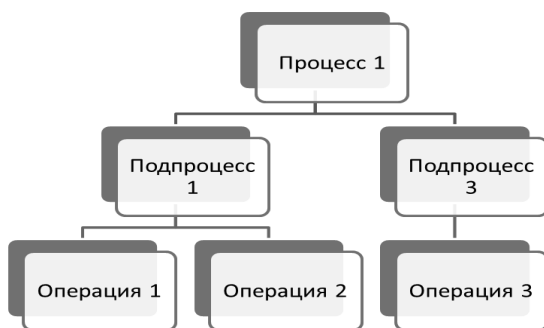 Процесс 1
Подпроцесс
1
Подпроцесс
3
Операция 1
Операция 2
Операция 3